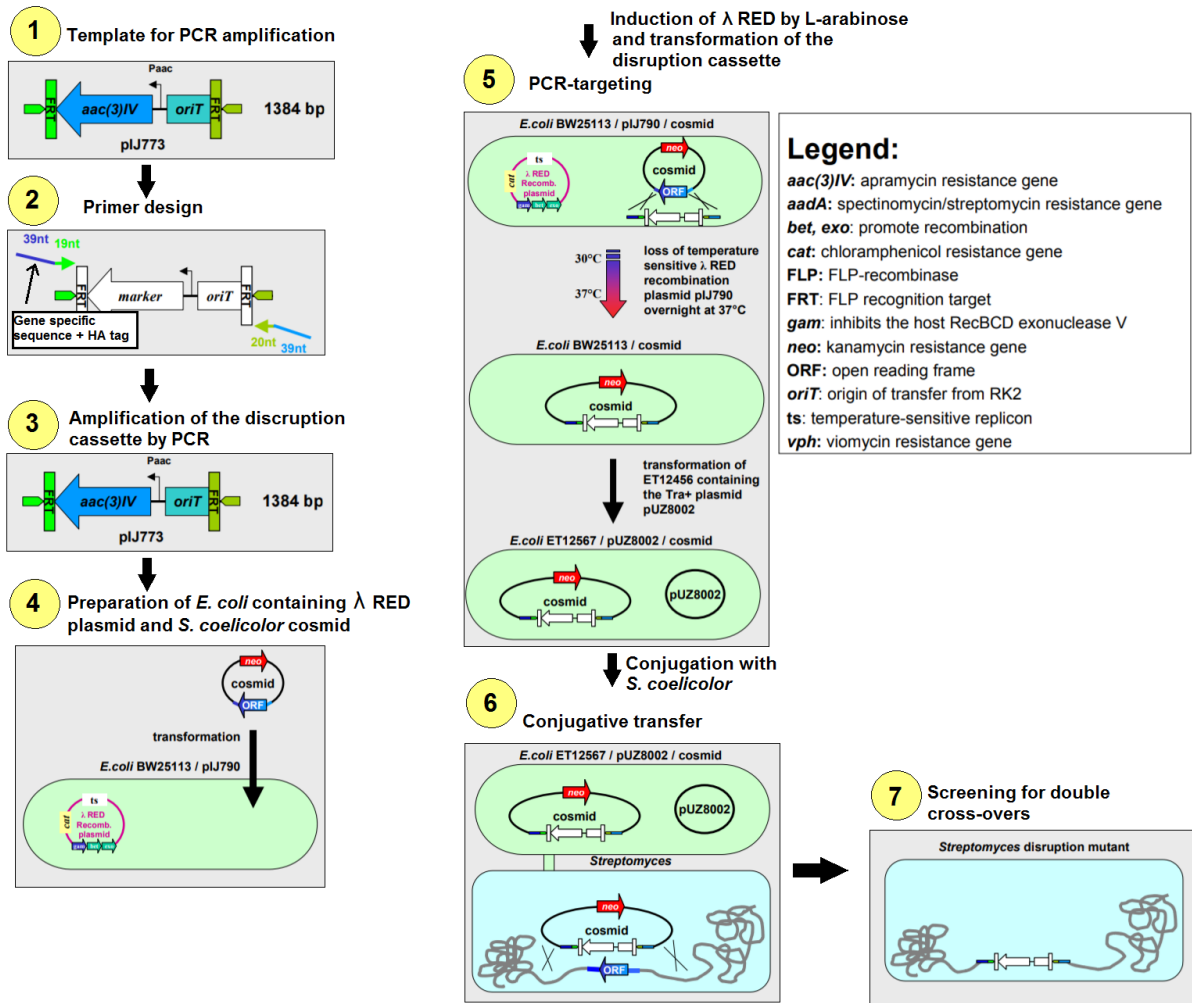 1
Template for PCR amplification
Paac
FRT
aac(3)IV
oriT
FRT
1384 bp
pIJ773
2
Primer design
39nt
19nt
FRT
marker
oriT
FRT
Gene specific
sequence + HA tag
20nt
39nt
3
Amplification of the discruption
cassette by PCR
Paac
FRT
aac(3)IV
oriT
FRT
1384 bp
pIJ773
4
Preparation of E. coli containing λ RED
plasmid and S. coelicolor cosmid
neo
cosmid
ORF
transformation
E.coli BW25113 / pIJ790
ts
cat
λ RED
Recomb.
plasmid
gam bet exo
Induction of λ RED by L-arabinose
and transformation of the
disruption cassette
5
PCR-targeting
E.coli BW25113 / pIJ790 / cosmid
ts
cat
λ RED
Recomb.
plasmid
gam bet exo
neo
cosmid
ORF
30°C
37°C
loss of temperature
sensitive λ RED
recombination
plasmid pIJ790
overnight at 37°C
E.coli BW25113 / cosmid
neo
cosmid
transformation of
ET12456 containing
the Tra+ plasmid
pUZ8002
E.coli ET12567 / pUZ8002 / cosmid
neo
cosmid
pUZ8002
Conjugation with
S. coelicolor
6
Conjugative transfer
E.coli ET12567 / pUZ8002 / cosmid
neo
cosmid
pUZ8002
Streptomyces
neo
cosmid
ORF
7
Screening for double
cross-overs
Streptomyces disruption mutant
Legend:
aac(3)IV: apramycin resistance gene
aadA: spectinomycin/streptomycin resistance gene
bet, exo: promote recombination
cat: chloramphenicol resistance gene
FLP: FLP-recombinase
FRT: FLP recognition target
gam: inhibits the host RecBCD exonuclease V
neo: kanamycin resistance gene
ORF: open reading frame
oriT: origin of transfer from RK2
ts: temperature-sensitive replicon
vph: viomycin resistance gene